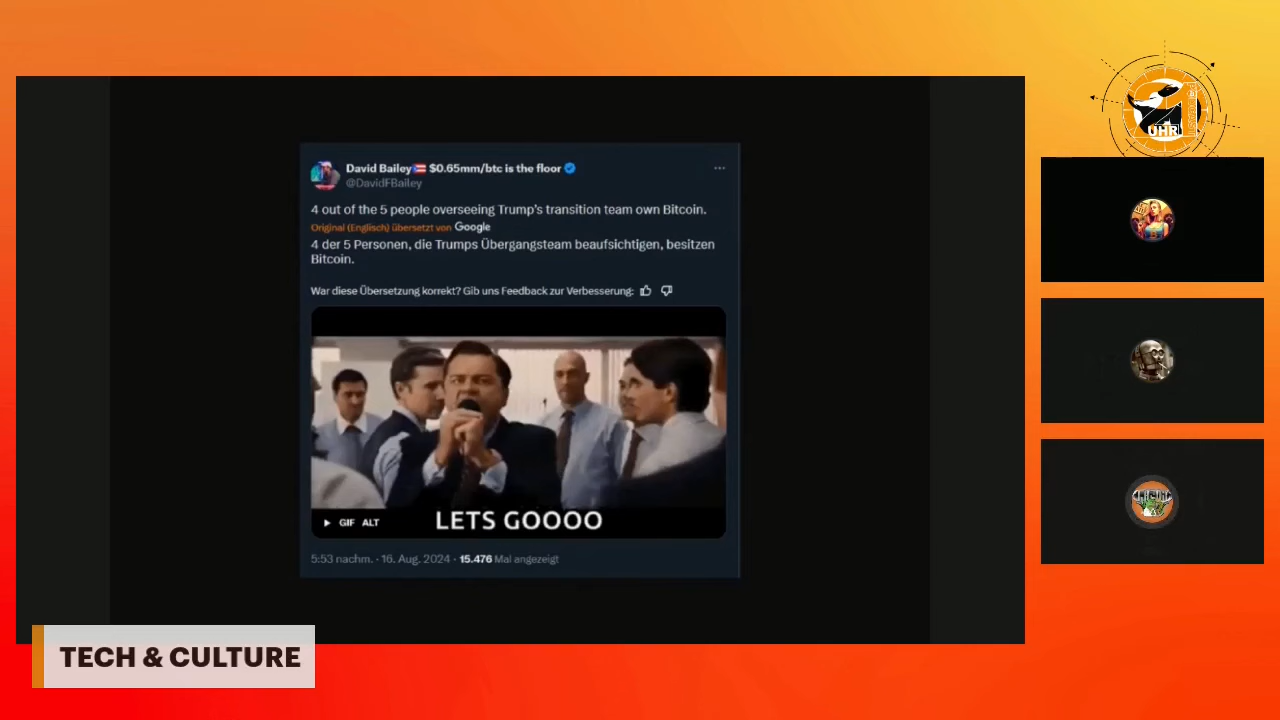 David Bailey🇵🇷 $0.65mm/btc is the floor
@DavidFBailey
4 out of the 5 people overseeing Trump's transition team own Bitcoin.
Original (Englisch) übersetzt von Google
4 der 5 Personen, die Trumps Übergangsteam beaufsichtigen, besitzen
Bitcoin.
War diese Übersetzung korrekt? Gib uns Feedback zur Verbesserung:
LETS GOOOO
GIF ALT
5:53 nachm. · 16. Aug. 2024 · 15.476 Mal angezeigt
UHR
TECH & CULTURE